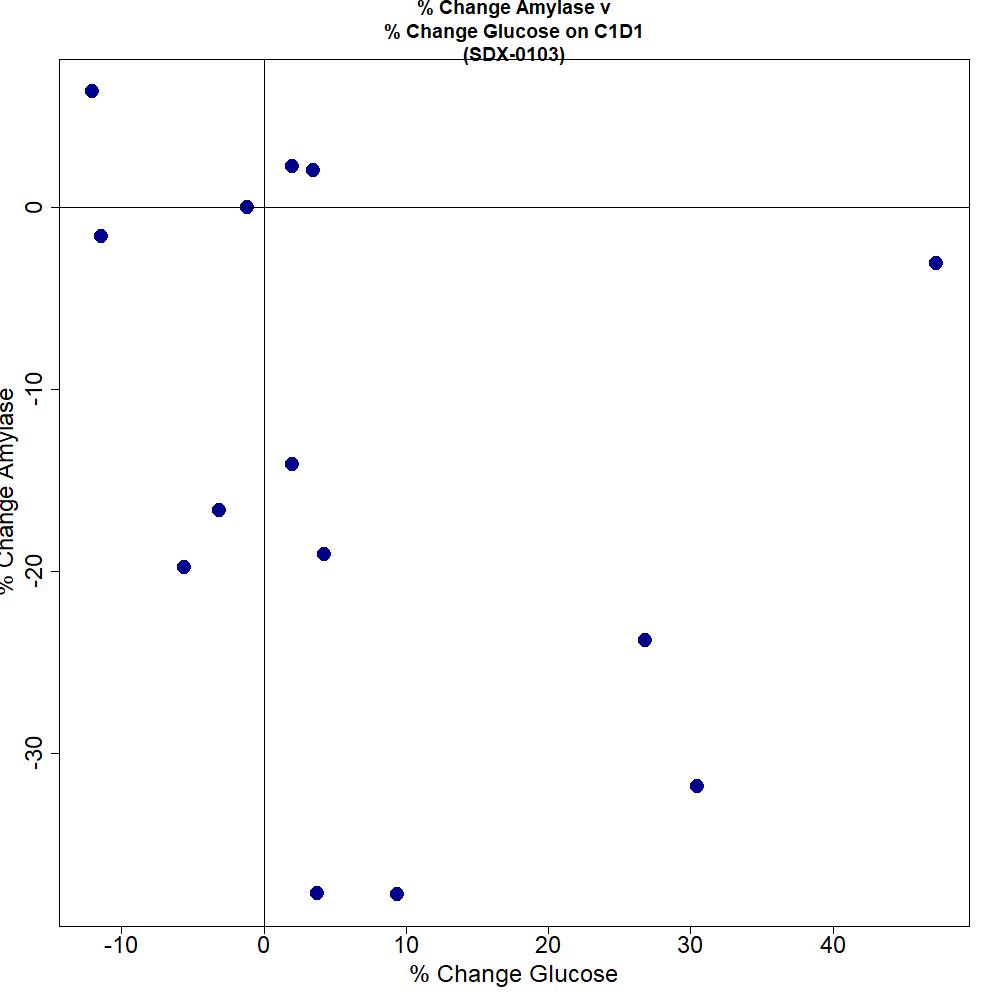 % Change Amylase v
% Change Glucose on C1D1
(SDX-0103)
0
-10
-20
-30
% Change Amylase
-10
0
10
20
30
40
% Change Glucose